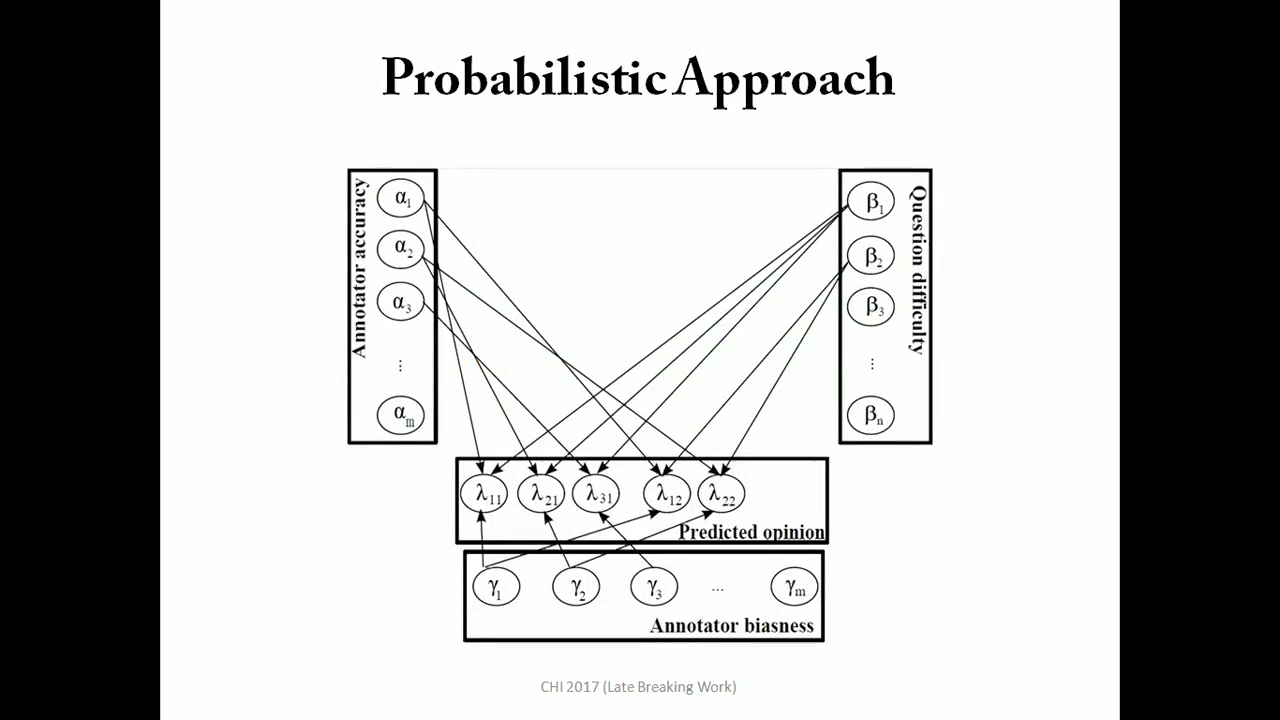 Probabilistic Approach
Annotator accuracy
α1
α2
α3
⋮
αm
β1
β2
β3
⋮
βn
Question difficulty
λ11 λ21 λ31 λ12 λ22
Predicted opinion
γ1 γ2 γ3 ... γm
Annotator biasness
CHI 2017 (Late Breaking Work)